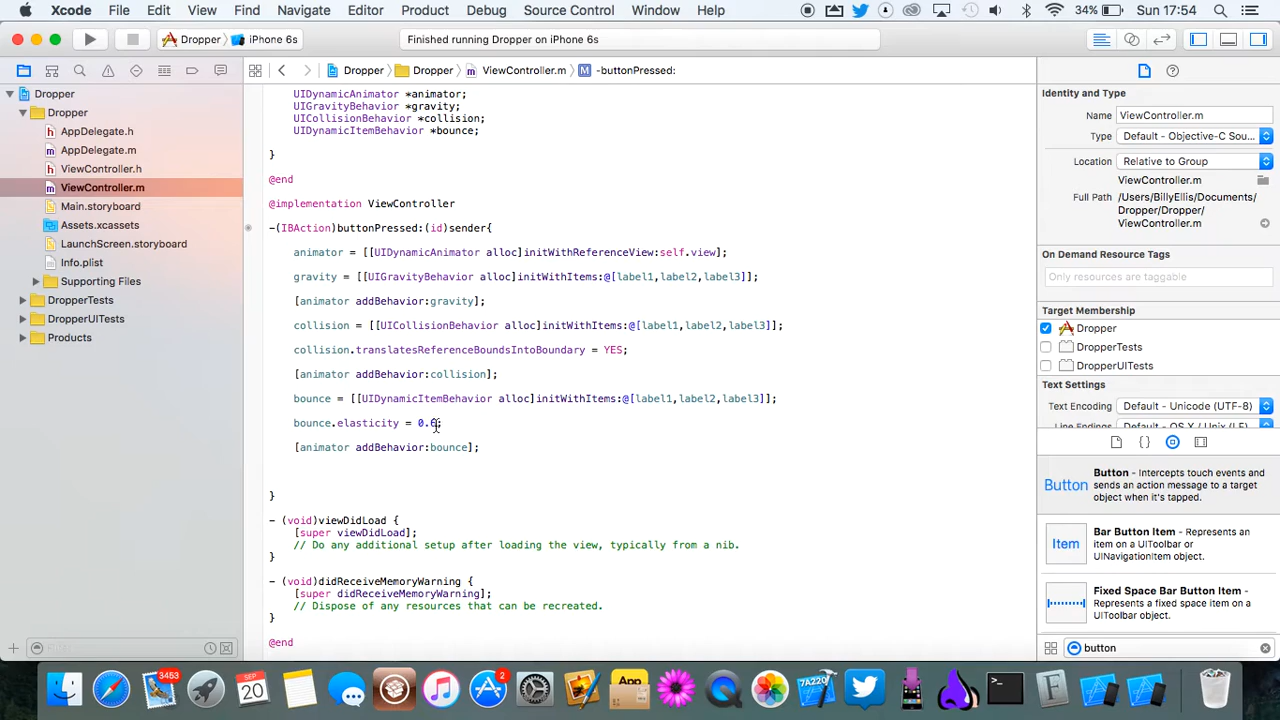 Xcode File Edit View Find Navigate Editor Product Debug Source Control Window Help 34% Sun 17:54
Dropper iPhone 6s Finished running Dropper on iPhone 6s
Dropper Dropper ViewController.m -buttonPressed:
Dropper
Dropper
AppDelegate.h
AppDelegate.m
ViewController.h
ViewController.m
Main.storyboard
Assets.xcassets
LaunchScreen.storyboard
Info.plist
Supporting Files
DropperTests
DropperUITests
Products
UIDynamicAnimator *animator;
UIGravityBehavior *gravity;
UICollisionBehavior *collision;
UIDynamicItemBehavior *bounce;
}
@end
@implementation ViewController
-(IBAction)buttonPressed:(id)sender{
animator = [[UIDynamicAnimator alloc]initWithReferenceView:self.view];
gravity = [[UIGravityBehavior alloc]initWithItems:@[label1,label2,label3]];
[animator addBehavior:gravity];
collision = [[UICollisionBehavior alloc]initWithItems:@[label1,label2,label3]];
collision.translatesReferenceBoundsIntoBoundary = YES;
[animator addBehavior:collision];
bounce = [[UIDynamicItemBehavior alloc]initWithItems:@[label1,label2,label3]];
bounce.elasticity = 0.6;
[animator addBehavior:bounce];
}
- (void)viewDidLoad {
[super viewDidLoad];
// Do any additional setup after loading the view, typically from a nib.
}
- (void)didReceiveMemoryWarning {
[super didReceiveMemoryWarning];
// Dispose of any resources that can be recreated.
}
@end
Identity and Type
Name ViewController.m
Type Default - Objective-C Sou...
Location Relative to Group
ViewController.m
Full Path /Users/BillyEllis/Documents/
Dropper/Dropper/
ViewController.m
On Demand Resource Tags
Only resources are taggable
Target Membership
Dropper
DropperTests
DropperUITests
Text Settings
Text Encoding Default - Unicode (UTF-8)
Line Endings Default - OS X / Unix (LF)
Button Button - Intercepts touch events and
sends an action message to a target
object when it's tapped.
Item Bar Button Item - Represents an
item on a UIToolbar or
UINavigationItem object.
Fixed Space Bar Button Item -
Represents a fixed space item on a
UIToolbar object.
button
3453
SEP
20
2
App
7A220